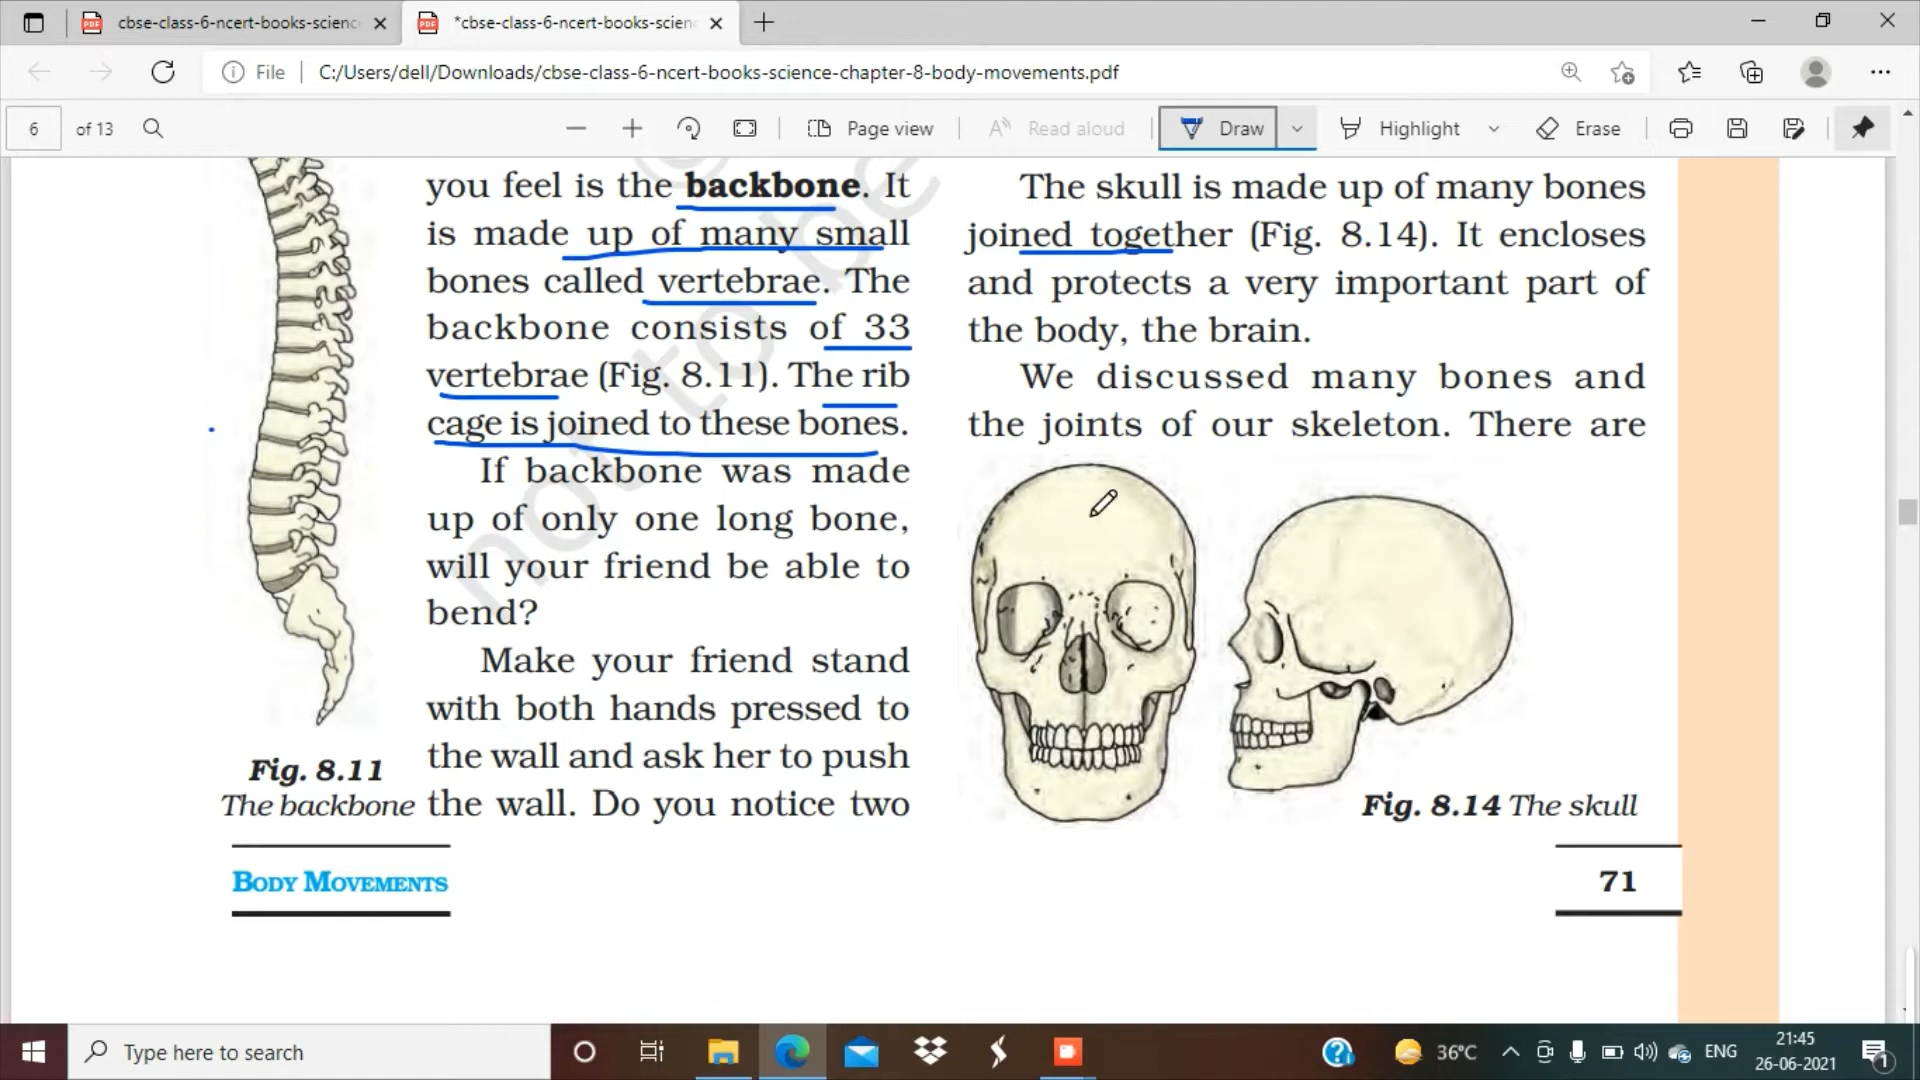 cbse-class-6-ncert-books-scienc
*cbse-class-6-ncert-books-scien
File
C:/Users/dell/Downloads/cbse-class-6-ncert-books-science-chapter-8-body-movements.pdf
6 of 13
Page view
Read aloud
Draw
Highlight
Erase
you feel is the backbone. It
is made up of many small
bones called vertebrae. The
backbone consists of 33
vertebrae (Fig. 8.11). The rib
cage is joined to these bones.
If backbone was made
up of only one long bone,
will your friend be able to
bend?
Make your friend stand
with both hands pressed to
the wall and ask her to push
the wall. Do you notice two
Fig. 8.11
The backbone
The skull is made up of many bones
joined together (Fig. 8.14). It encloses
and protects a very important part of
the body, the brain.
We discussed many bones and
the joints of our skeleton. There are
Fig. 8.14 The skull
not to be
BODY MOVEMENTS
71
Type here to search
36°C
ENG
21:45
26-06-2021
1